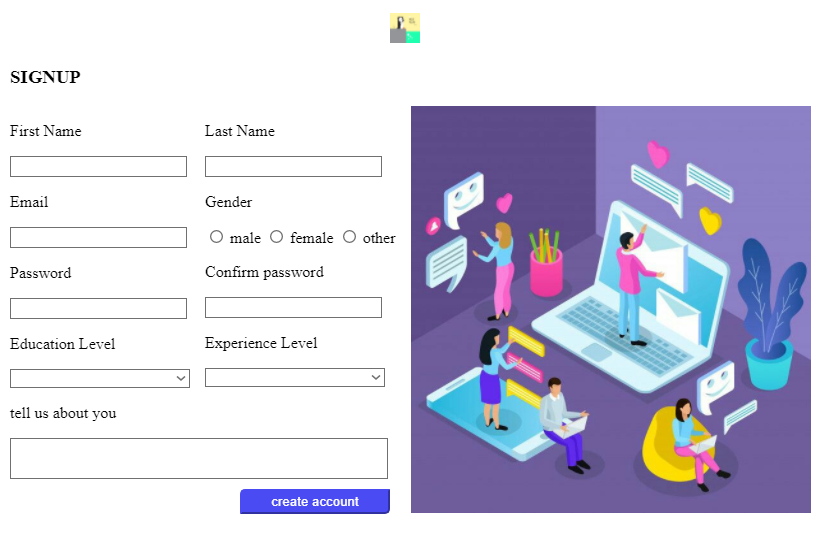 SIGNUP
First Name Last Name
Email Gender
male female other
Password Confirm password
Education Level Experience Level
tell us about you
create account